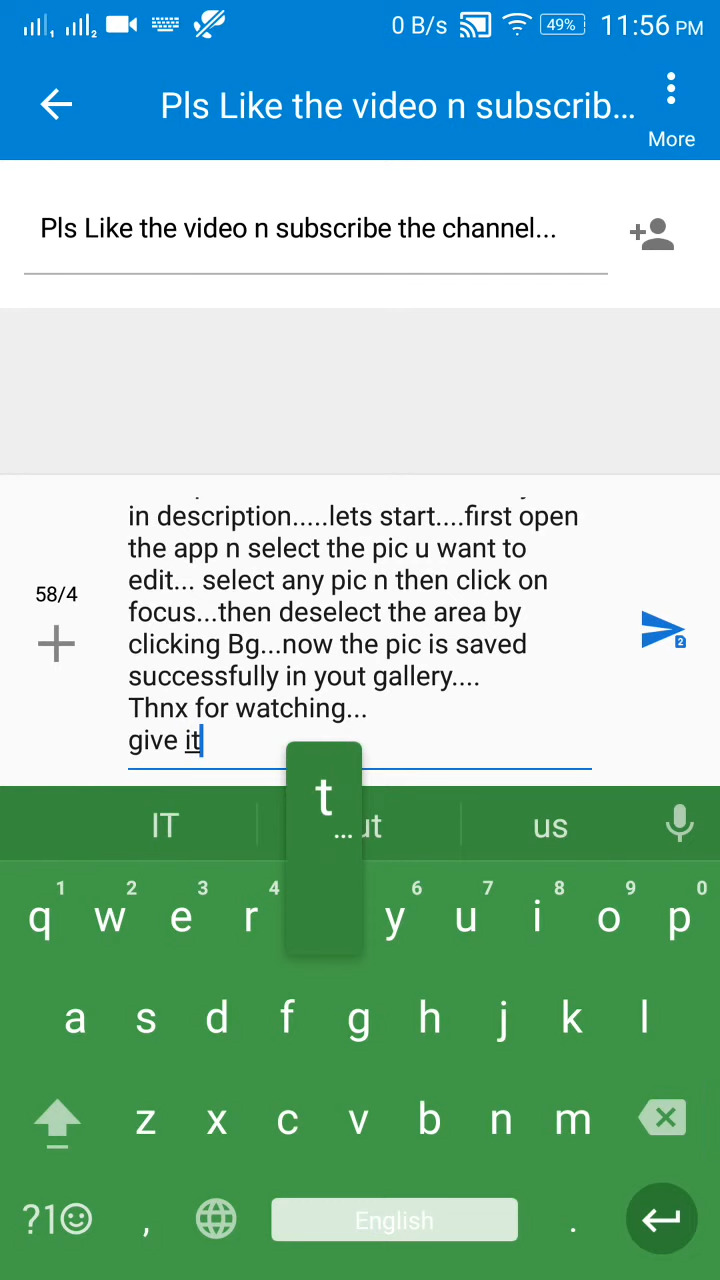 0 B/s 49% 11:56 PM
Pls Like the video n subscrib...
More
Pls Like the video n subscribe the channel...
in description.....lets start....first open
the app n select the pic u want to
edit... select any pic n then click on
focus...then deselect the area by
clicking Bg...now the pic is saved
successfully in yout gallery....
Thnx for watching...
give it
58/4
2
t
...
IT ut us
1 2 3 4 6 7 8 9 0
q w e r y u i o p
a s d f g h j k l
z x c v b n m
?1 , English .